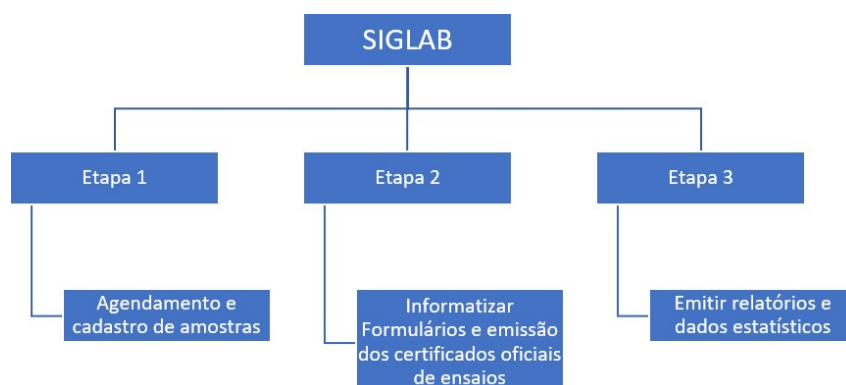 SIGLAB
Etapa 1
Etapa 2
Etapa 3
Agendamento e
cadastro de amostras
Informatizar
Formulários e emissão
dos certificados oficiais
de ensaios
Emitir relatórios e
dados estatísticos